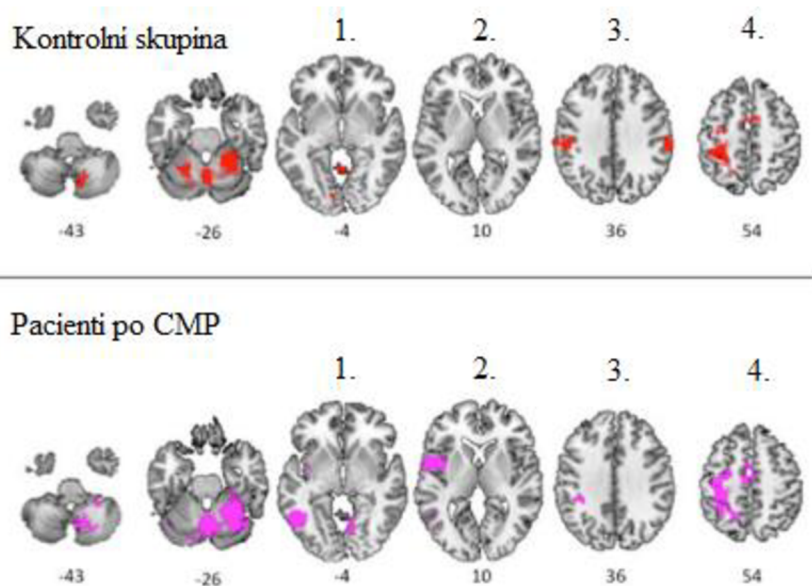 Kontrolní skupina
1. 2. 3. 4.
-43 -26 -4 10 36 54
Pacienti po CMP
1. 2. 3. 4.
-43 -26 -4 10 36 54